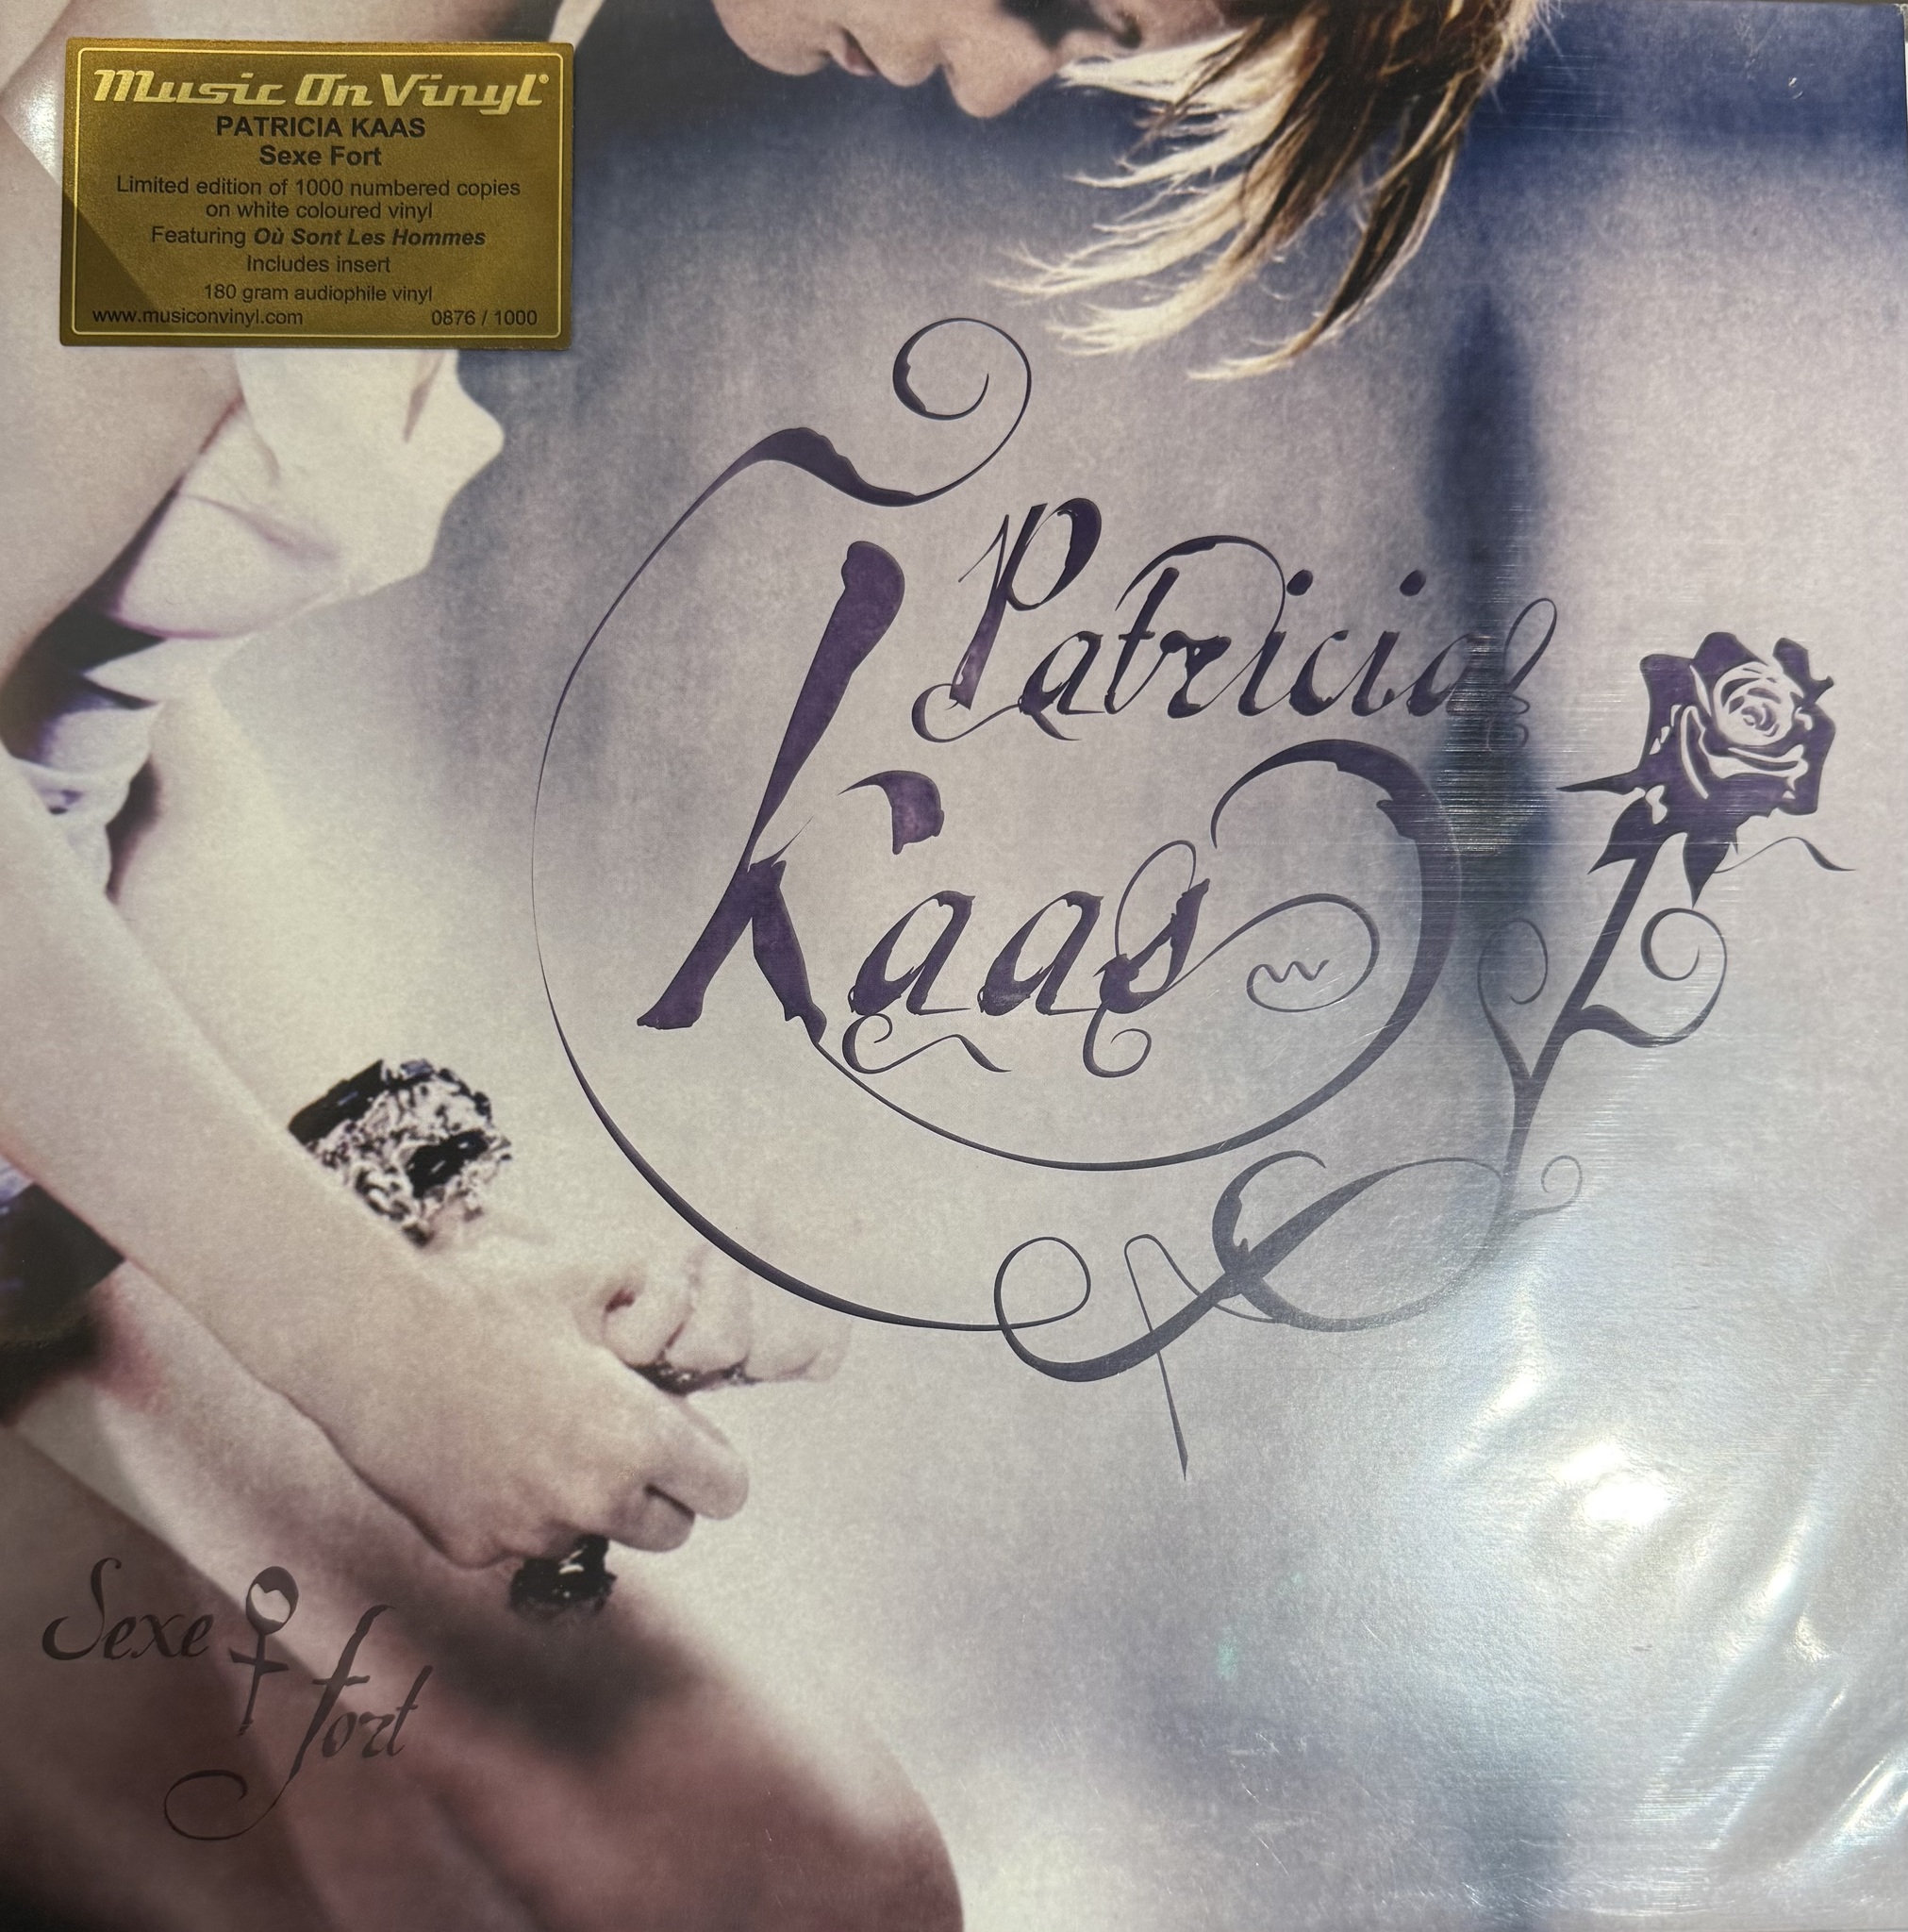 Music On Vinyl®
PATRICIA KAAS
Sexe Fort
Limited edition of 1000 numbered copies
on white coloured vinyl
Featuring Où Sont Les Hommes
Includes insert
180 gram audiophile vinyl
www.musiconvinyl.com 0876 / 1000
Patricia
Kaas
Sexe
fort